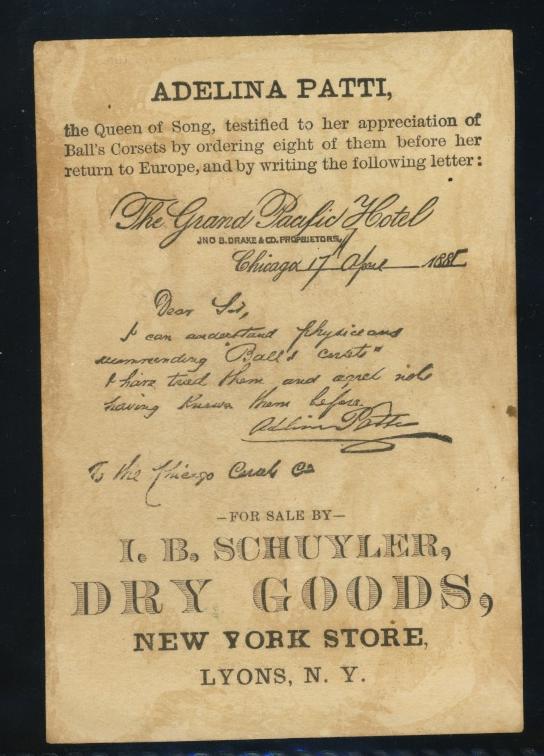 ADELINA PATTI,
the Queen of Song, testified to her appreciation of
Ball's Corsets by ordering eight of them before her
return to Europe, and by writing the following letter:
The Grand Pacific Hotel
JNO B. DRAKE & CO. PROPRIETORS,
Chicago 17 April 1885
Dear Sir,
I can understand physicians
recommending "Ball's Corsets"
I have tried them and regret not
having known them before.
Adelina Patti
To the Chicago Corset Co
—FOR SALE BY—
I. B. SCHUYLER,
DRY GOODS,
NEW YORK STORE,
LYONS, N. Y.